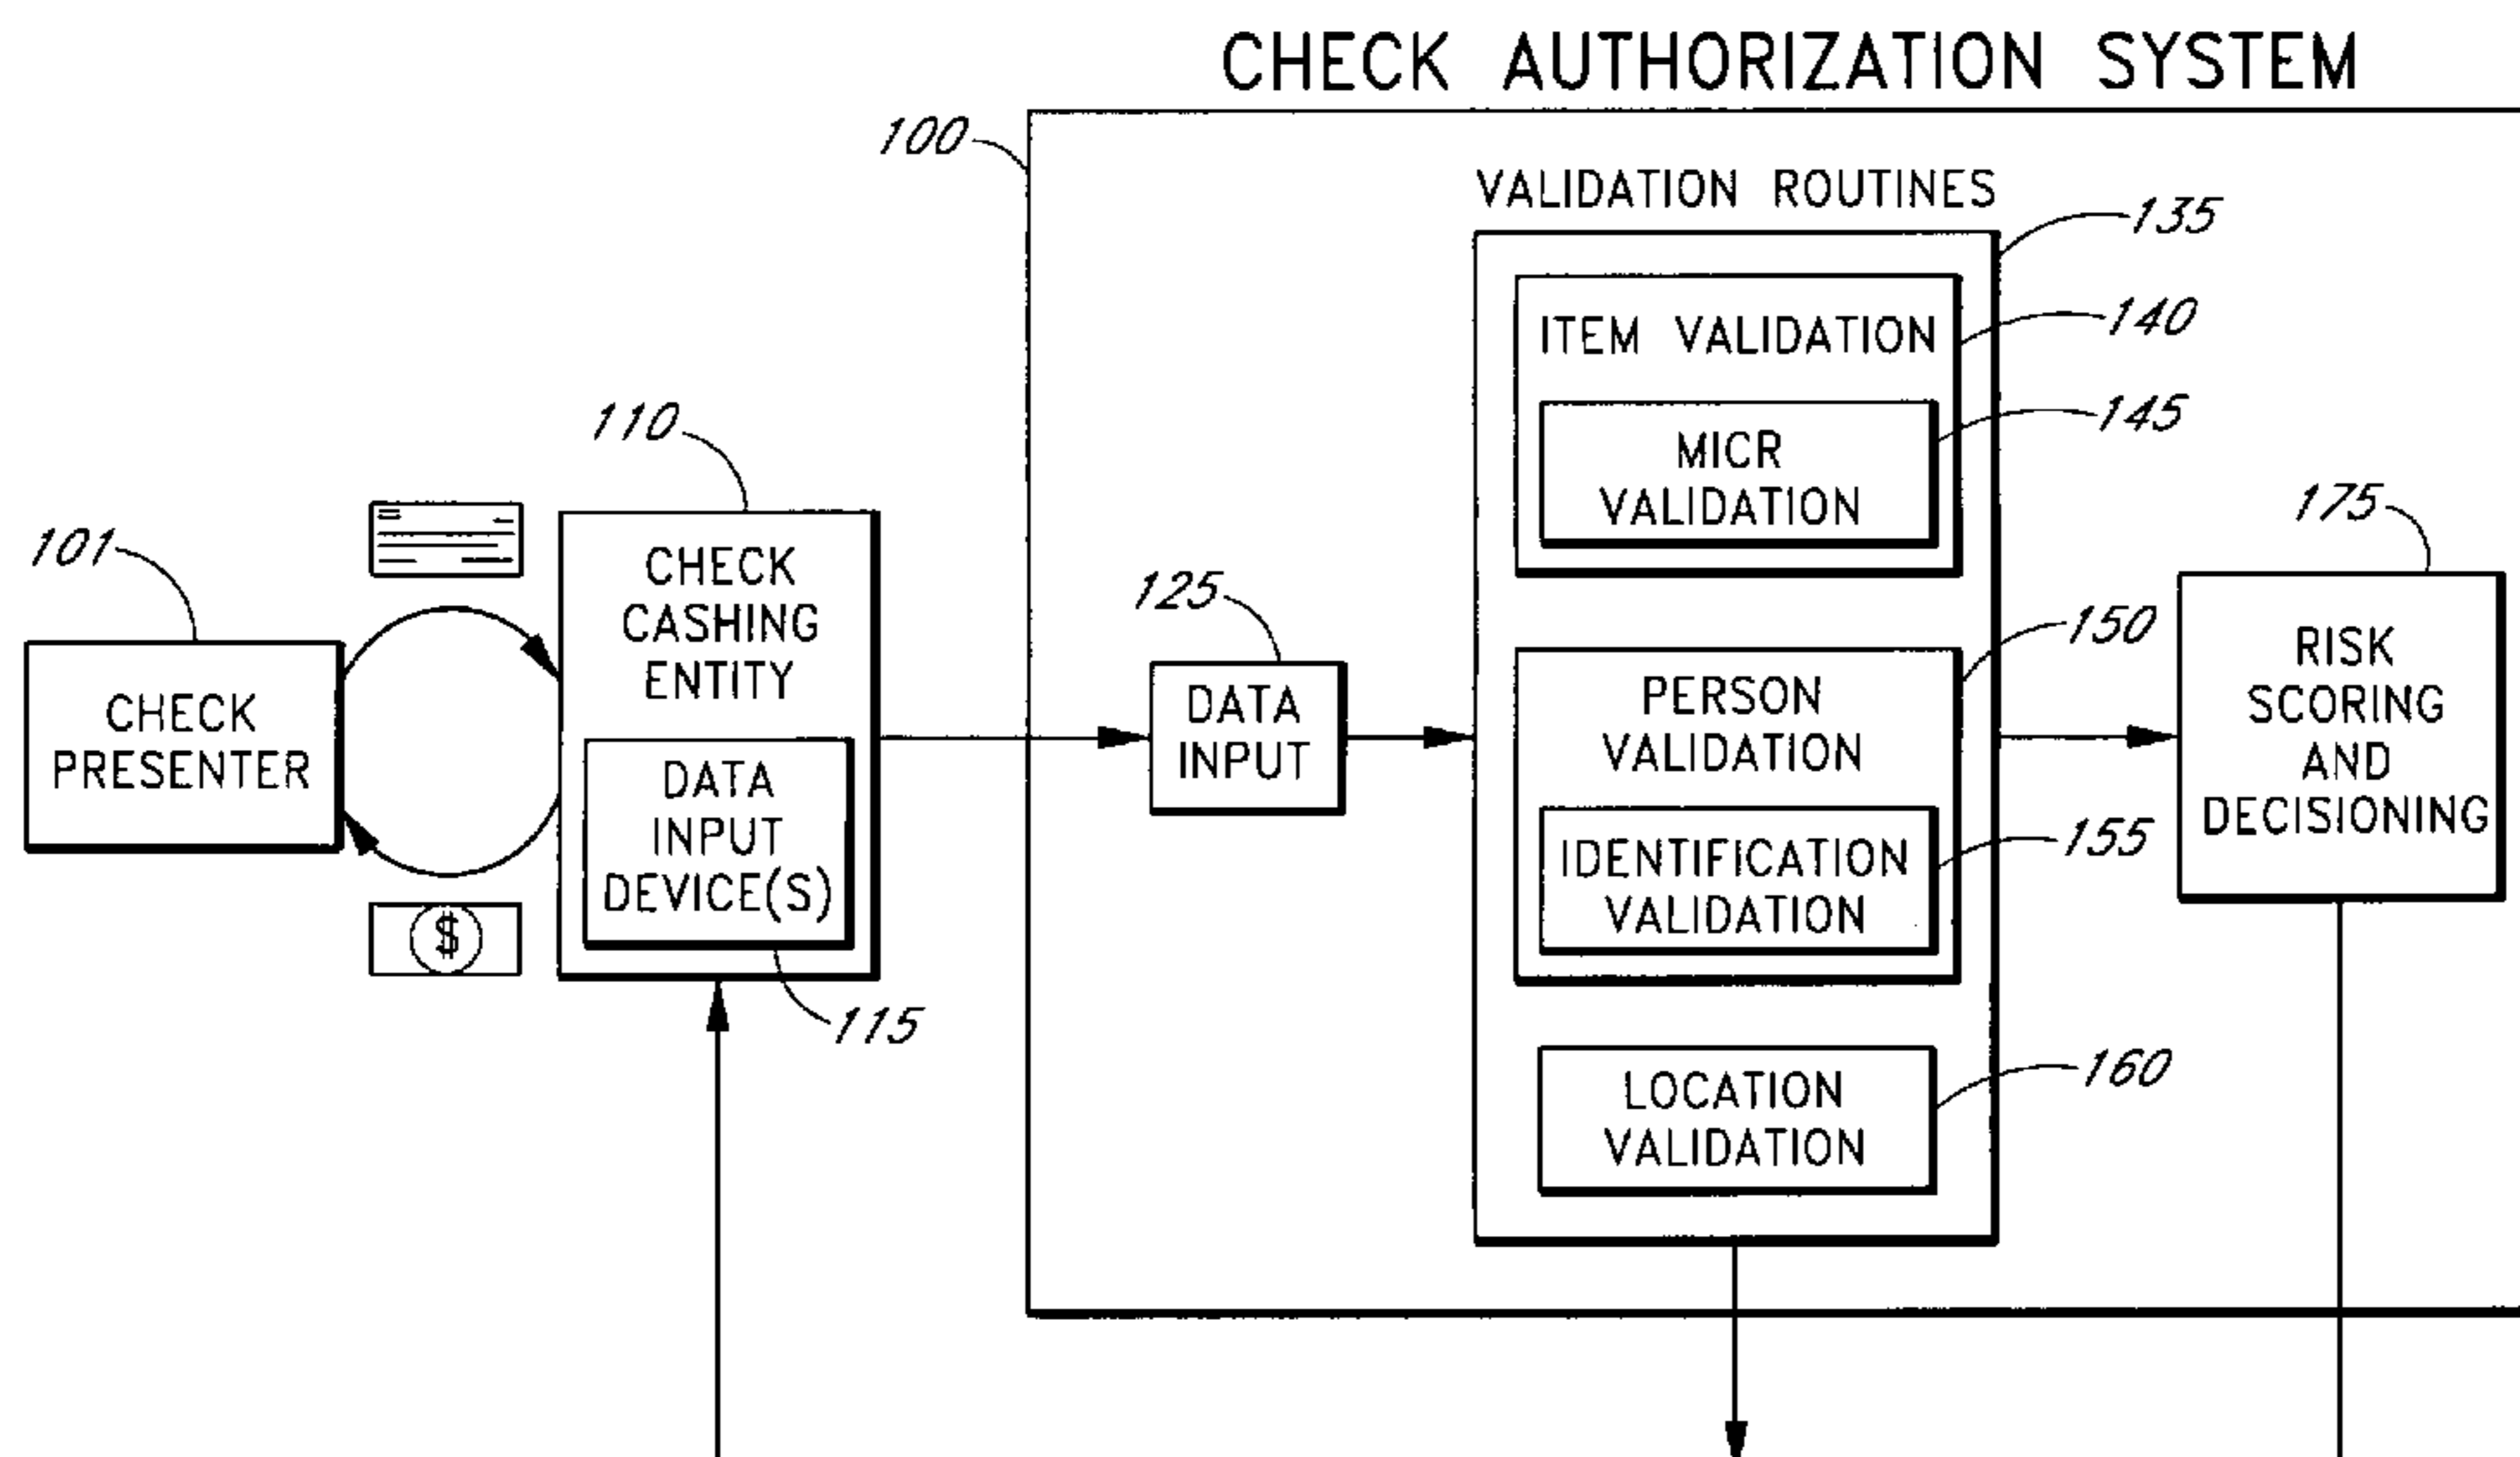 CHECK AUTHORIZATION SYSTEM
100
VALIDATION ROUTINES
135
ITEM VALIDATION
140
MICR
VALIDATION
145
110
CHECK
CASHING
ENTITY
101
CHECK
PRESENTER
$
DATA
INPUT
DEVICE(S)
115
125
DATA
INPUT
PERSON
VALIDATION
150
IDENTIFICATION
VALIDATION
155
LOCATION
VALIDATION
160
175
RISK
SCORING
AND
DECISIONING